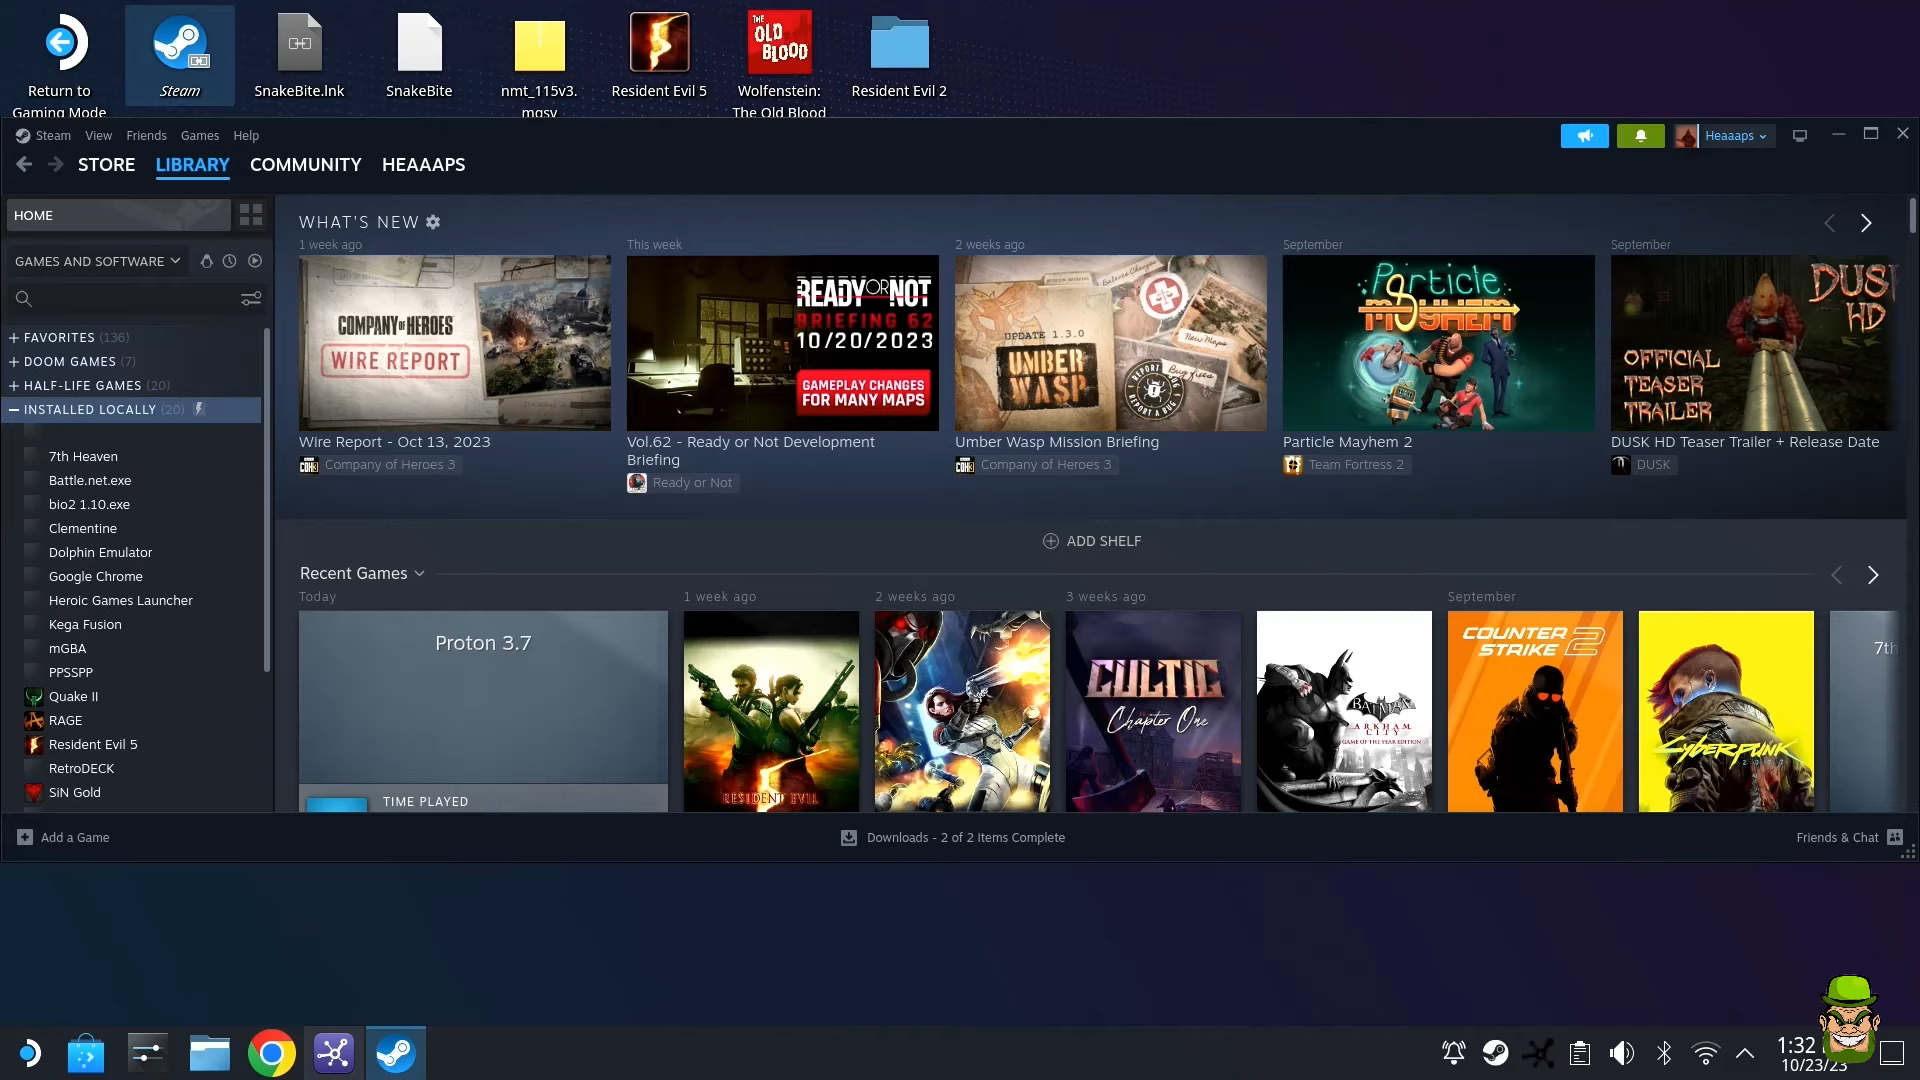 Return to
Gaming Mode
Steam
SnakeBite.lnk
SnakeBite
nmt_115v3.
mgsv
Resident Evil 5
THE
OLD
BLOOD
Wolfenstein:
The Old Blood
Resident Evil 2
Steam View Friends Games Help
Heaaaps
STORE LIBRARY COMMUNITY HEAAAPS
HOME
GAMES AND SOFTWARE
FAVORITES (136)
DOOM GAMES (7)
HALF-LIFE GAMES (20)
INSTALLED LOCALLY (20)
7th Heaven
Battle.net.exe
bio2 1.10.exe
Clementine
Dolphin Emulator
Google Chrome
Heroic Games Launcher
Kega Fusion
mGBA
PPSSPP
Quake II
RAGE
Resident Evil 5
RetroDECK
SiN Gold
WHAT'S NEW
1 week ago
COMPANY OF HEROES
WIRE REPORT
Wire Report - Oct 13, 2023
Company of Heroes 3
This week
READY OR NOT
BRIEFING 62
10/20/2023
GAMEPLAY CHANGES
FOR MANY MAPS
Vol.62 - Ready or Not Development
Briefing
Ready or Not
2 weeks ago
Balance Changes
New Maps
UPDATE 1.3.0
UMBER
WASP
Bug fixes
REPORT A BUG
Umber Wasp Mission Briefing
Company of Heroes 3
September
Particle
MAYHEM
Particle Mayhem 2
Team Fortress 2
September
DUSK
HD
OFFICIAL
TEASER
TRAILER
DUSK HD Teaser Trailer + Release Date
DUSK
ADD SHELF
Recent Games
Today
Proton 3.7
TIME PLAYED
1 week ago
RESIDENT EVIL
2 weeks ago
3 weeks ago
CULTIC
Chapter One
BATMAN
ARKHAM
CITY
GAME OF THE YEAR EDITION
September
COUNTER
STRIKE 2
CYBERPUNK
2077
7th
Add a Game
Downloads - 2 of 2 Items Complete
Friends & Chat
1:32
10/23/23